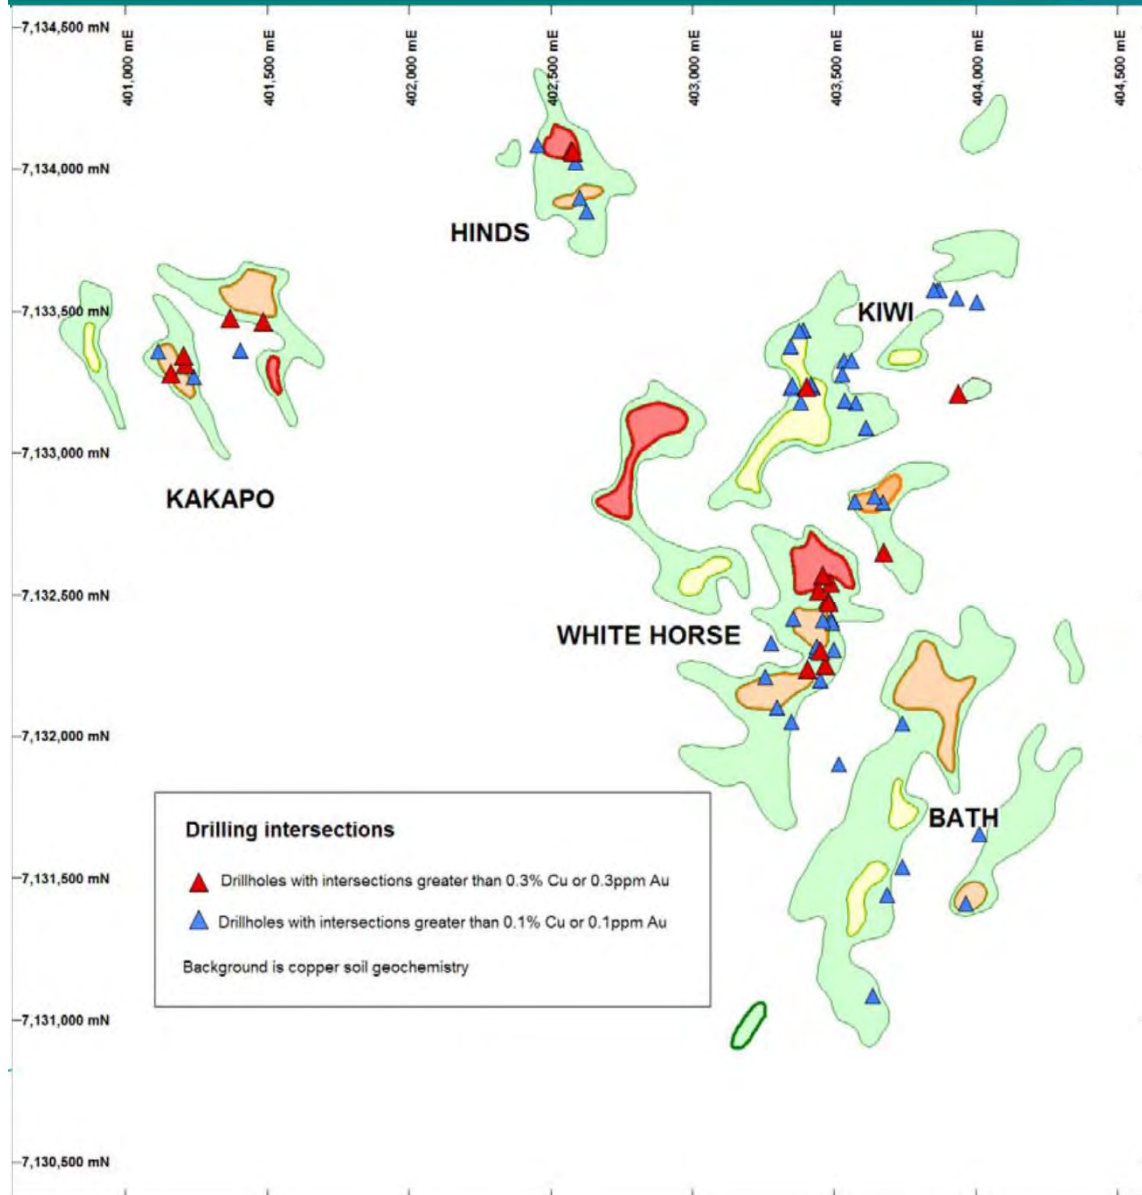 7,134,500 mN
401,000 mE
401,500 mE
402,000 mE
402,500 mE
403,000 mE
403,500 mE
404,000 mE
404,500 mE
7,134,000 mN
HINDS
7,133,500 mN
KIWI
7,133,000 mN
KAKAPO
7,132,500 mN
WHITE HORSE
7,132,000 mN
BATH
Drilling intersections
Drillholes with intersections greater than 0.3% Cu or 0.3ppm Au
Drillholes with intersections greater than 0.1% Cu or 0.1ppm Au
Background is copper soil geochemistry
7,131,500 mN
7,131,000 mN
7,130,500 mN